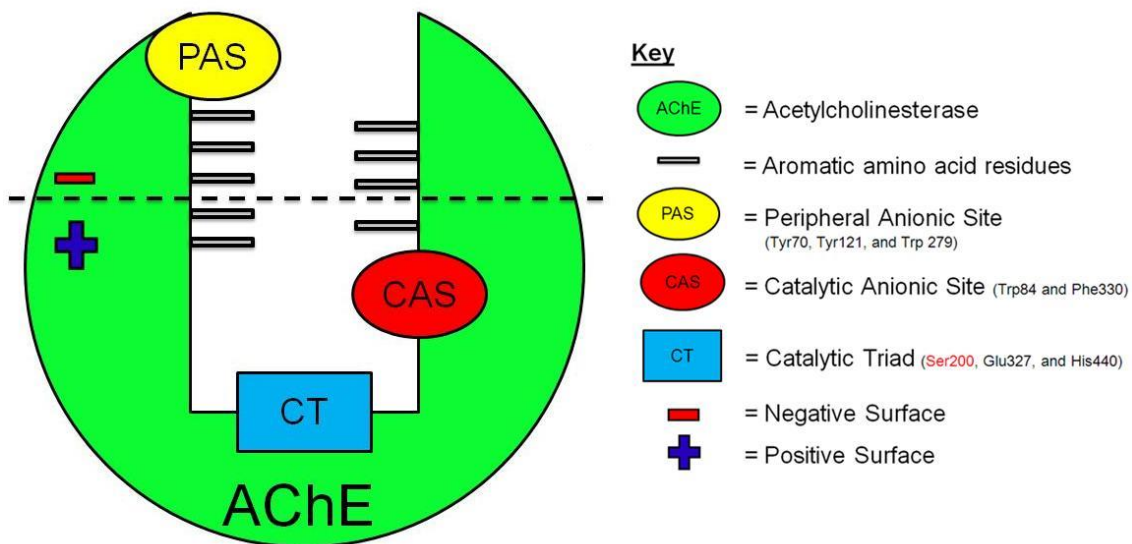 PAS
CAS
CT
AChE
Key
AChE = Acetylcholinesterase
= Aromatic amino acid residues
PAS = Peripheral Anionic Site
(Tyr70, Tyr121, and Trp 279)
CAS = Catalytic Anionic Site (Trp84 and Phe330)
CT = Catalytic Triad (Ser200, Glu327, and His440)
= Negative Surface
= Positive Surface